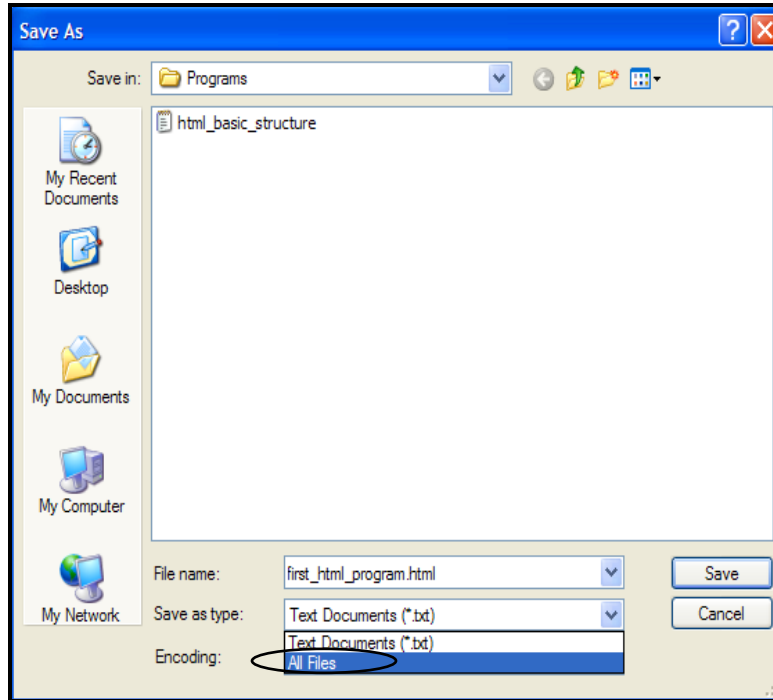 Save As
?
Save in: Programs
html_basic_structure
My Recent
Documents
Desktop
My Documents
My Computer
My Network
File name: first_html_program.html Save
Save as type: Text Documents (*.txt) Cancel
Text Documents (*.txt)
Encoding: All Files